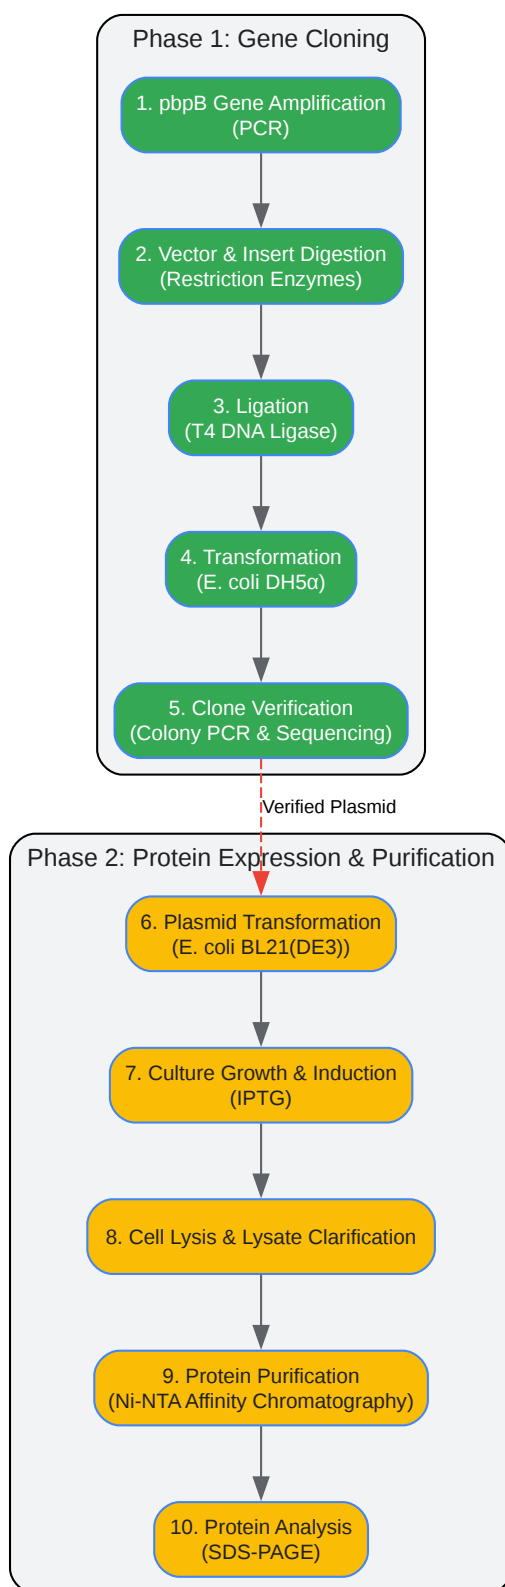 Phase 1: Gene Cloning
1. pbpB Gene Amplification
(PCR)
2. Vector & Insert Digestion
(Restriction Enzymes)
3. Ligation
(T4 DNA Ligase)
4. Transformation
(E. coli DH5α)
5. Clone Verification
(Colony PCR & Sequencing)
Verified Plasmid
Phase 2: Protein Expression & Purification
6. Plasmid Transformation
(E. coli BL21(DE3))
7. Culture Growth & Induction
(IPTG)
8. Cell Lysis & Lysate Clarification
9. Protein Purification
(Ni-NTA Affinity Chromatography)
10. Protein Analysis
(SDS-PAGE)